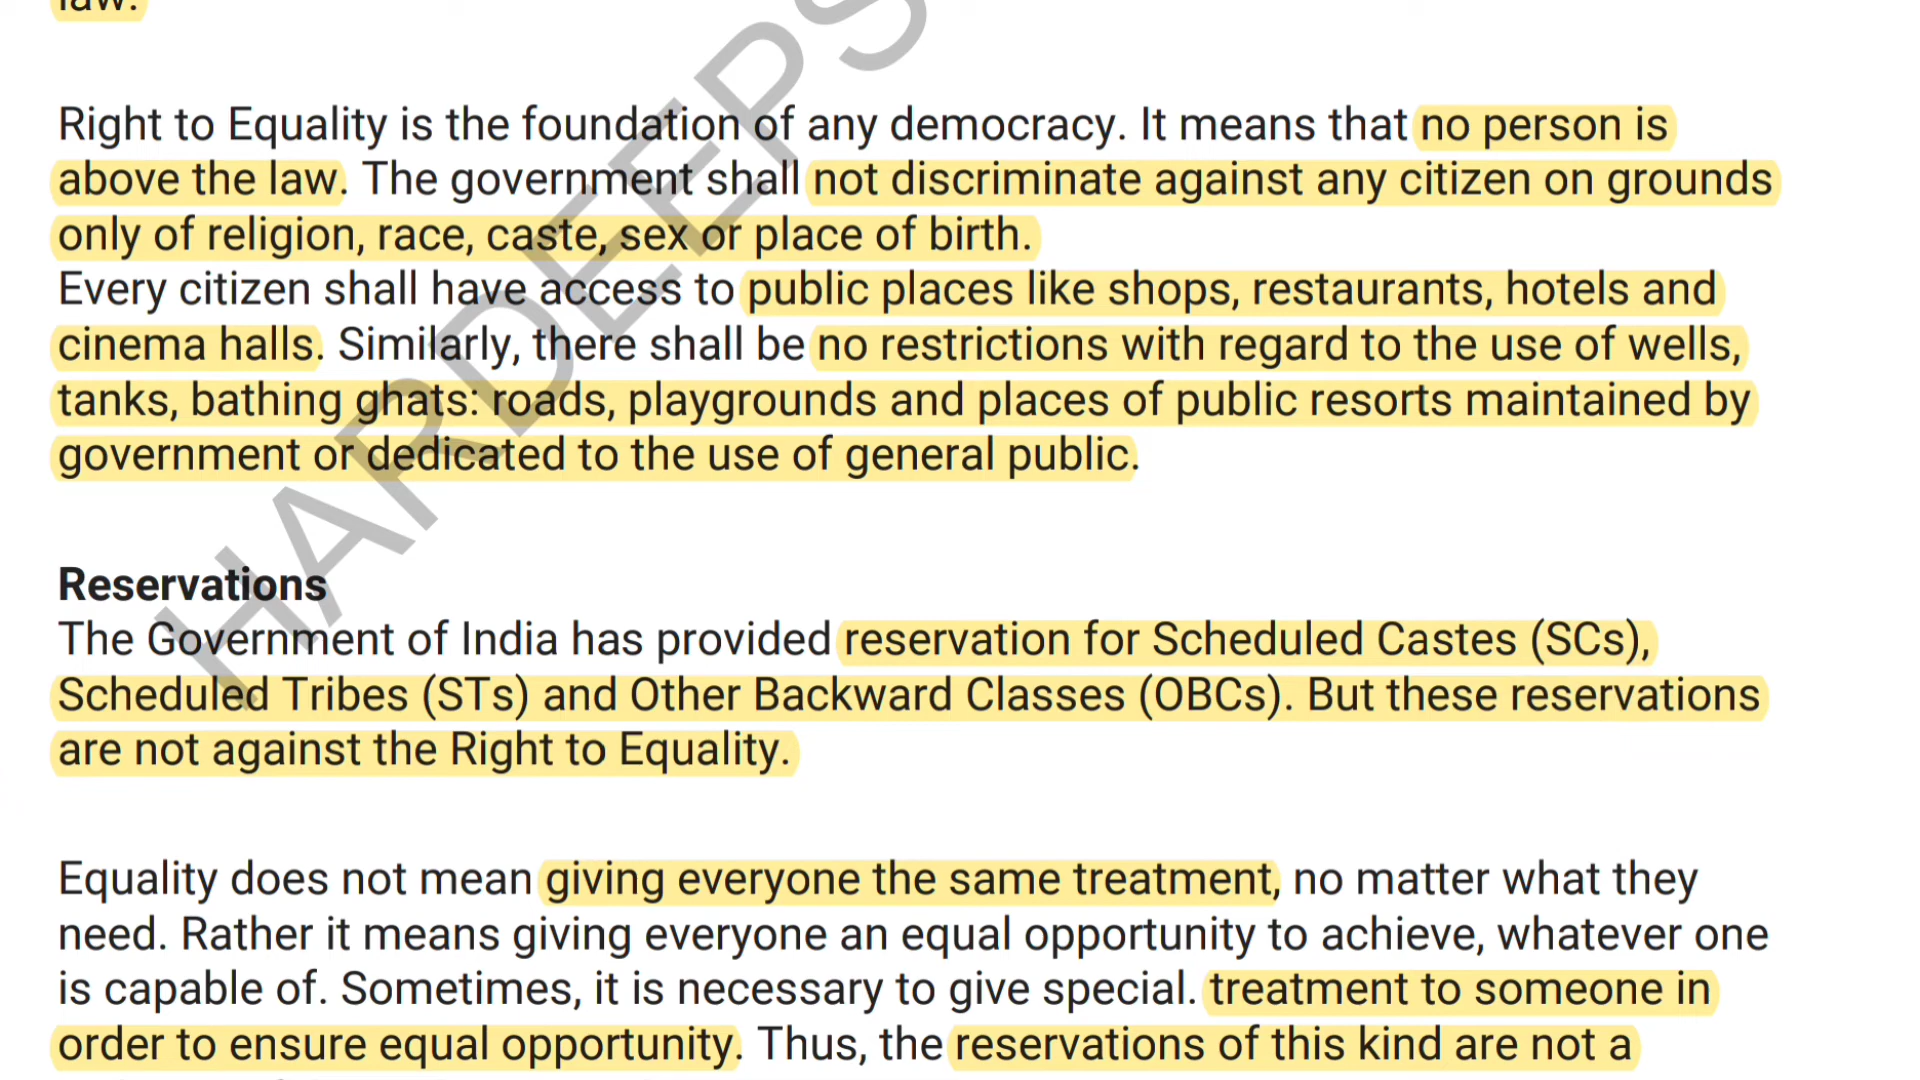 law.
Right to Equality is the foundation of any democracy. It means that no person is
above the law. The government shall not discriminate against any citizen on grounds
only of religion, race, caste, sex or place of birth.
Every citizen shall have access to public places like shops, restaurants, hotels and
cinema halls. Similarly, there shall be no restrictions with regard to the use of wells,
tanks, bathing ghats: roads, playgrounds and places of public resorts maintained by
government or dedicated to the use of general public.
HARDEEPS
Reservations
The Government of India has provided reservation for Scheduled Castes (SCs),
Scheduled Tribes (STs) and Other Backward Classes (OBCs). But these reservations
are not against the Right to Equality.
Equality does not mean giving everyone the same treatment, no matter what they
need. Rather it means giving everyone an equal opportunity to achieve, whatever one
is capable of. Sometimes, it is necessary to give special. treatment to someone in
order to ensure equal opportunity. Thus, the reservations of this kind are not a